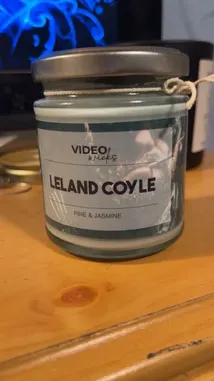 VIDEO!
& wicks
LELAND COYLE
PINE & JASMINE